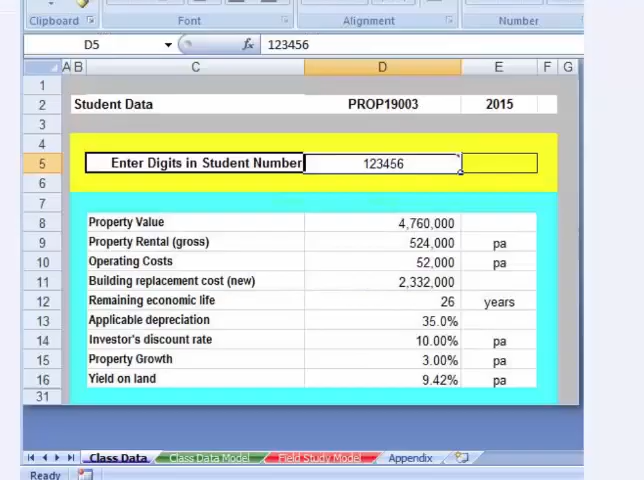 Clipboard Font Alignment Number
D5 fx 123456
A B C D E F G
1
2 Student Data PROP19003 2015
3
4
5 Enter Digits in Student Number 123456
6
7
8 Property Value 4,760,000
9 Property Rental (gross) 524,000 pa
10 Operating Costs 52,000 pa
11 Building replacement cost (new) 2,332,000
12 Remaining economic life 26 years
13 Applicable depreciation 35.0%
14 Investor's discount rate 10.00% pa
15 Property Growth 3.00% pa
16 Yield on land 9.42% pa
31
Class Data Class Data Model Field Study Model Appendix
Ready